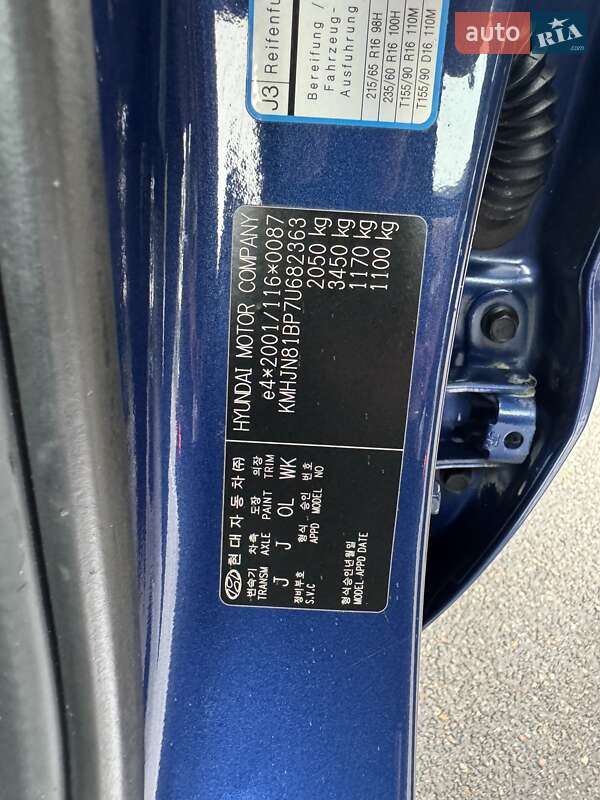 auto
RIA
.com
J3
Reifenfü
Bereifung /
Fahrzeug-
Ausführung
215/65 R16 98H
235/60 R16 100H
T155/90 R16 110M
T155/90 D16 110M
HYUNDAI MOTOR COMPANY
e4*2001/116*0087
KMHJN81BP7U682363
2050 kg
3450 kg
1170 kg
1100 kg
현대자동차(주)
변속기 차축 도장 의장
TRANSM AXLE PAINT TRIM
J J OL WK
정비부호 형식 승인 번호
S.V.C APPD MODEL NO
형식승인년월일
MODEL APPD DATE